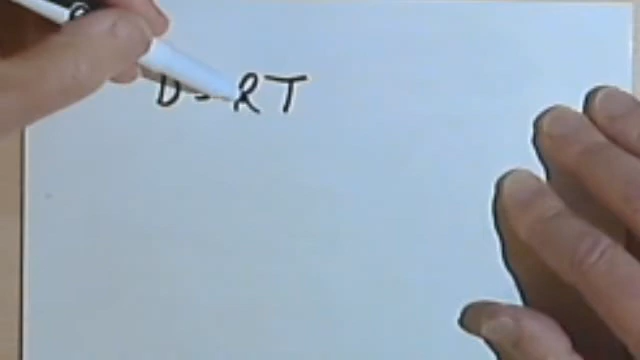 D = RT